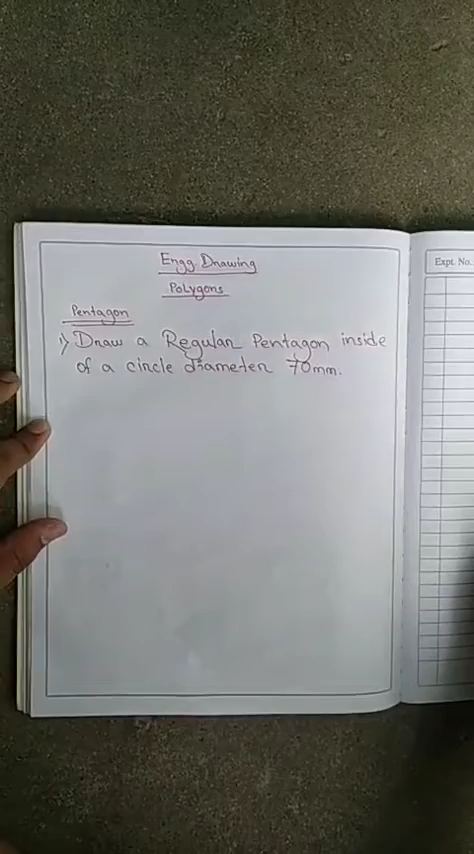 Engg. Drawing
Polygons
Pentagon
1) Draw a Regular Pentagon inside
of a circle diameter 70mm.
Expt. No.